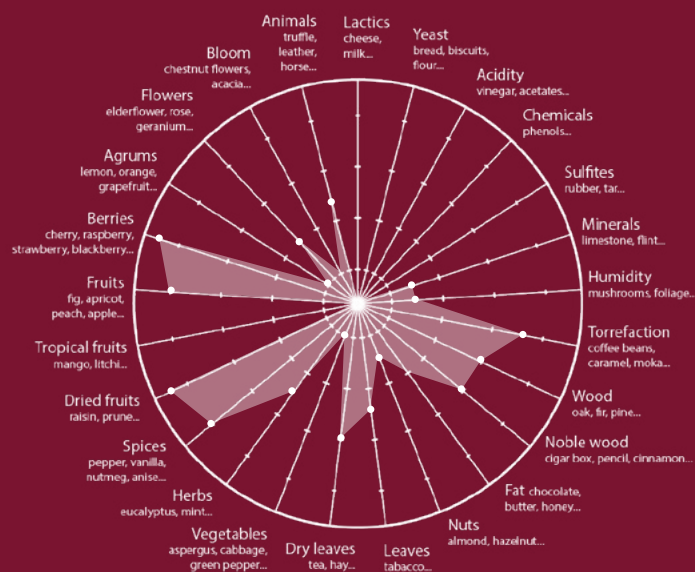 Lactics
cheese,
milk...
Yeast
bread, biscuits,
flour...
Acidity
vinegar, acetates...
Chemicals
phenols...
Sulfites
rubber, tar...
Minerals
limestone, flint...
Humidity
mushrooms, foliage...
Torrefaction
coffee beans,
caramel, moka...
Wood
oak, fir, pine...
Noble wood
cigar box, pencil, cinnamon...
Fat chocolate,
butter, honey...
Nuts
almond, hazelnut...
Leaves
tabacco...
Dry leaves
tea, hay...
Vegetables
aspergus, cabbage,
green pepper...
Herbs
eucalyptus, mint...
Spices
pepper, vanilla,
nutmeg, anise...
Dried fruits
raisin, prune...
Tropical fruits
mango, litchi...
Fruits
fig, apricot,
peach, apple...
Berries
cherry, raspberry,
strawberry, blackberry...
Agrums
lemon, orange,
grapefruit...
Flowers
elderflower, rose,
geranium...
Bloom
chestnut flowers,
acacia...
Animals
truffle,
leather,
horse...